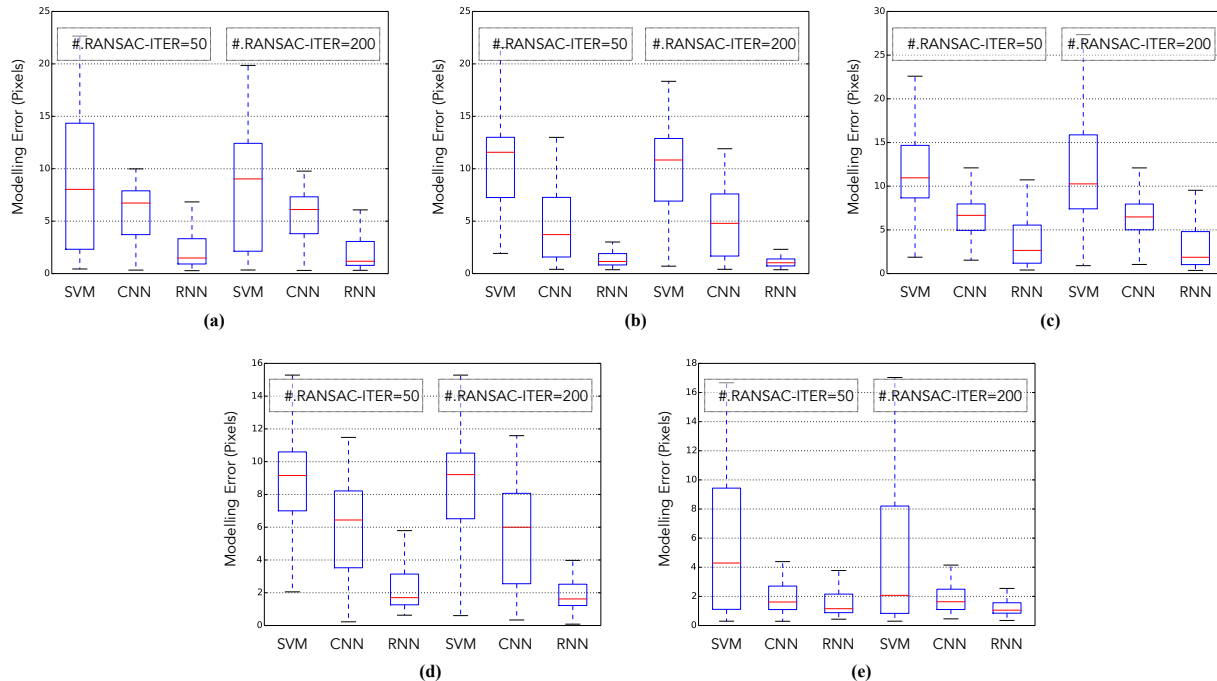 25
20
15
10
5
0
Modelling Error (Pixels)
#.RANSAC-ITER=50
#.RANSAC-ITER=200
SVM CNN RNN SVM CNN RNN
(a)
25
20
15
10
5
0
Modelling Error (Pixels)
#.RANSAC-ITER=50
#.RANSAC-ITER=200
SVM CNN RNN SVM CNN RNN
(b)
30
25
20
15
10
5
0
Modelling Error (Pixels)
#.RANSAC-ITER=50
#.RANSAC-ITER=200
SVM CNN RNN SVM CNN RNN
(c)
16
14
12
10
8
6
4
2
0
Modelling Error (Pixels)
#.RANSAC-ITER=50
#.RANSAC-ITER=200
SVM CNN RNN SVM CNN RNN
(d)
18
16
14
12
10
8
6
4
2
0
Modelling Error (Pixels)
#.RANSAC-ITER=50
#.RANSAC-ITER=200
SVM CNN RNN SVM CNN RNN
(e)